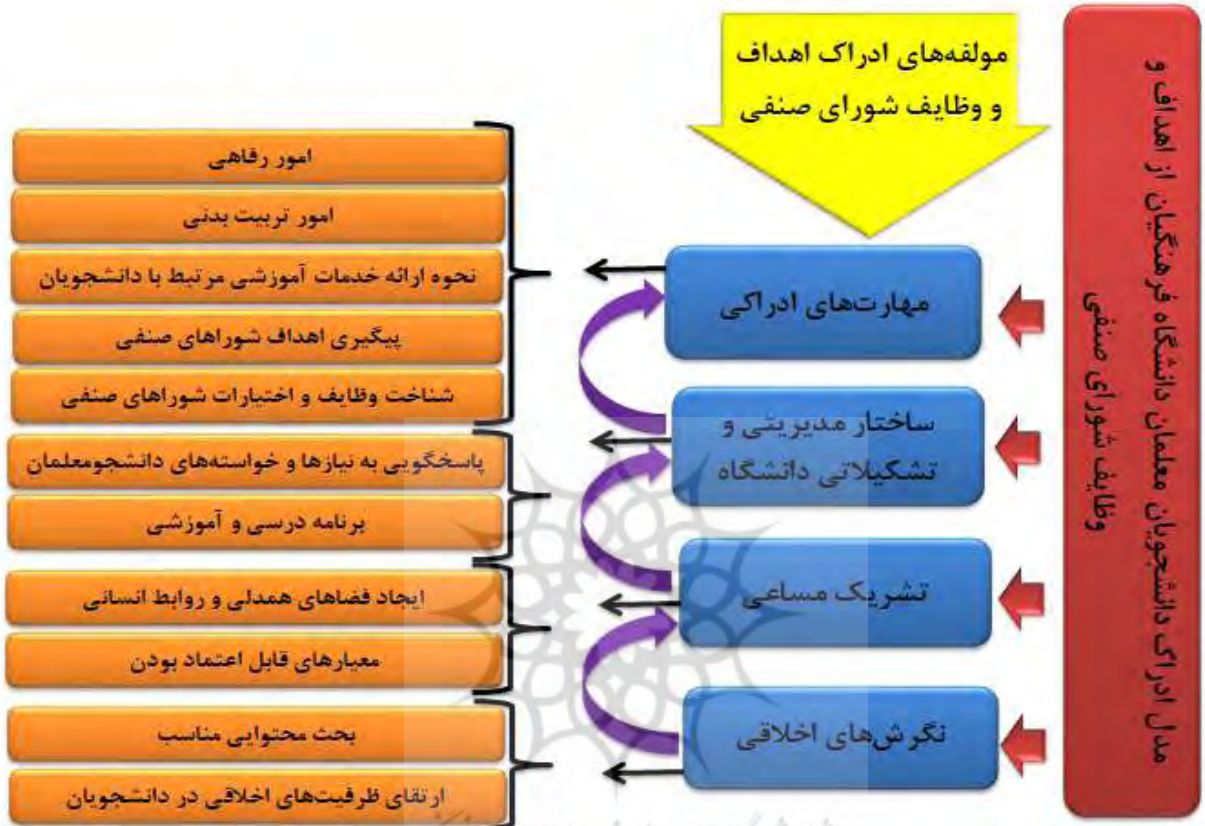 مدل ادراک دانشجویان معلمان دانشگاه فرهنگیان از اهداف و
وظایف شورای صنفی
مولفه‌های ادراک اهداف
و وظایف شورای صنفی
مهارت‌های ادراکی
امور رفاهی
امور تربیت بدنی
نحوه ارائه خدمات آموزشی مرتبط با دانشجویان
پیگیری اهداف شوراهای صنفی
شناخت وظایف و اختیارات شوراهای صنفی
ساختار مدیریتی و
تشکیلاتی دانشگاه
پاسخگویی به نیازها و خواسته‌های دانشجومعلمان
برنامه درسی و آموزشی
تشریک مساعی
ایجاد فضاهای همدلی و روابط انسانی
معیارهای قابل اعتماد بودن
نگرش‌های اخلاقی
بحث محتوایی مناسب
ارتقای ظرفیت‌های اخلاقی در دانشجویان